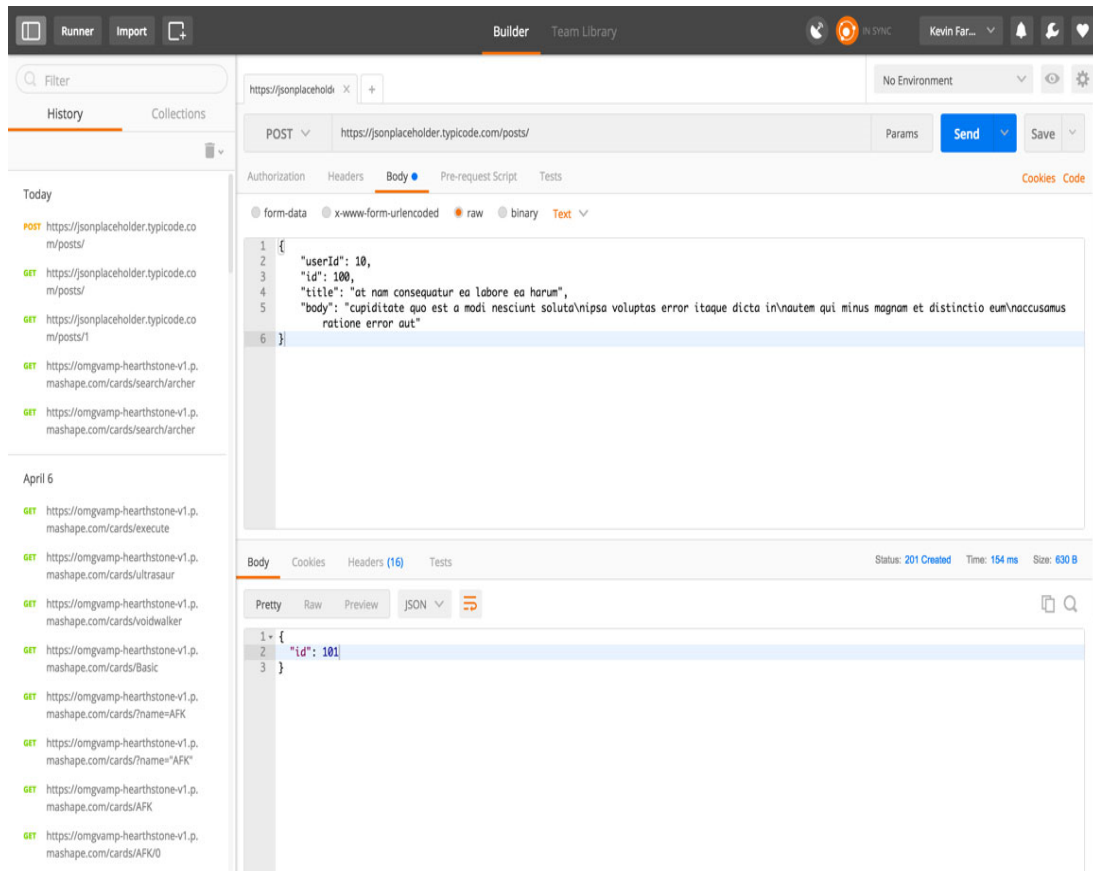 Runner Import Builder Team Library IN SYNC Kevin Far...
Filter
History Collections
Today
POST https://jsonplaceholder.typicode.co
m/posts/
GET https://jsonplaceholder.typicode.co
m/posts/
GET https://jsonplaceholder.typicode.co
m/posts/1
GET https://omgvamp-hearthstone-v1.p.
mashape.com/cards/search/archer
GET https://omgvamp-hearthstone-v1.p.
mashape.com/cards/search/archer
April 6
GET https://omgvamp-hearthstone-v1.p.
mashape.com/cards/execute
GET https://omgvamp-hearthstone-v1.p.
mashape.com/cards/ultrasaur
GET https://omgvamp-hearthstone-v1.p.
mashape.com/cards/voidwalker
GET https://omgvamp-hearthstone-v1.p.
mashape.com/cards/Basic
GET https://omgvamp-hearthstone-v1.p.
mashape.com/cards/?name=AFK
GET https://omgvamp-hearthstone-v1.p.
mashape.com/cards/?name="AFK"
GET https://omgvamp-hearthstone-v1.p.
mashape.com/cards/AFK
GET https://omgvamp-hearthstone-v1.p.
mashape.com/cards/AFK/0
https://jsonplacehold X +
No Environment
POST https://jsonplaceholder.typicode.com/posts/ Params Send Save
Authorization Headers Body Pre-request Script Tests Cookies Code
form-data x-www-form-urlencoded raw binary Text
1 {
2 "userId": 10,
3 "id": 100,
4 "title": "at nam consequatur ea labore ea harum",
5 "body": "cupiditate quo est a modi nesciunt soluta\nipsa voluptas error itaque dicta in\nautem qui minus magnam et distinctio eum\naccusamus
ratione error aut"
6 }
Body Cookies Headers (16) Tests Status: 201 Created Time: 154 ms Size: 630 B
Pretty Raw Preview JSON
1 {
2 "id": 101
3 }